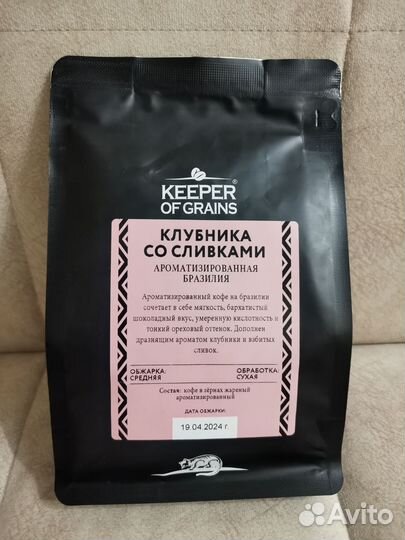 KEEPER®
OF GRAINS
КЛУБНИКА
СО СЛИВКАМИ
АРОМАТИЗИРОВАННАЯ
БРАЗИЛИЯ
Ароматизированный кофе на бразилии
сочетает в себе мягкость, бархатистый
шоколадный вкус, умеренную кислотность и
тонкий ореховый оттенок. Дополнен
дразнящим ароматом клубники и взбитых
сливок.
ОБЖАРКА: ОБРАБОТКА:
СРЕДНЯЯ СУХАЯ
Состав: кофе в зёрнах жареный
ароматизированный
ДАТА ОБЖАРКИ:
19.04.2024 г.
Avito